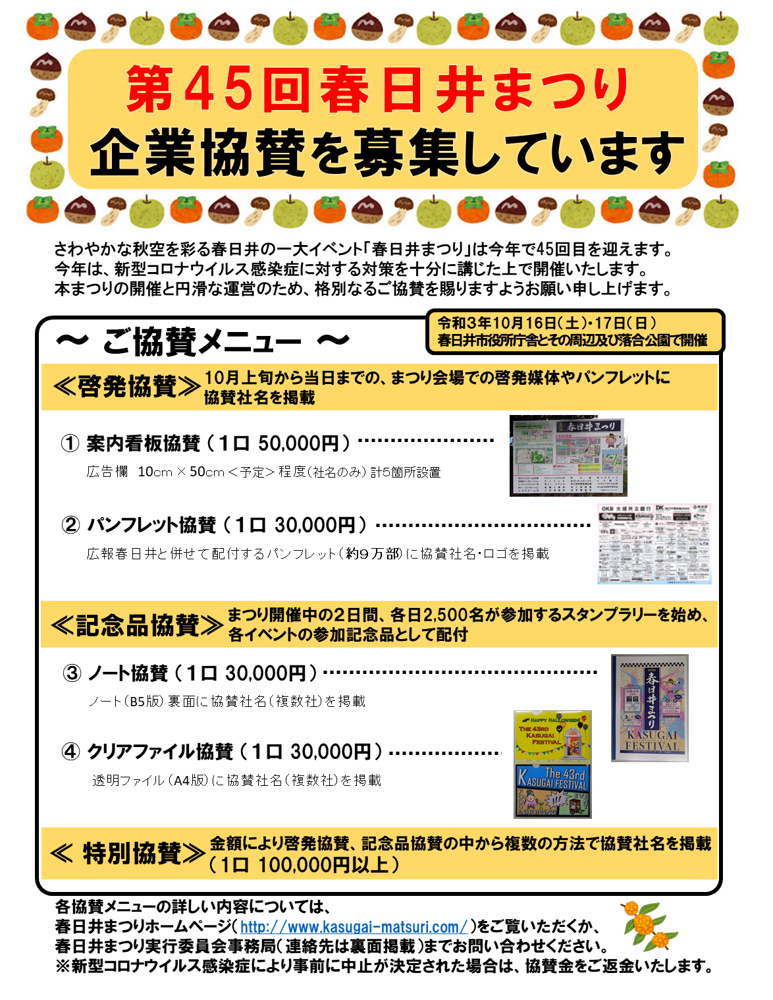 第４５回春日井まつり
企業協賛を募集しています
さわやかな秋空を彩る春日井の一大イベント「春日井まつり」は今年で45回目を迎えます。
今年は、新型コロナウイルス感染症に対する対策を十分に講じた上で開催いたします。
本まつりの開催と円滑な運営のため、格別なるご協賛を賜りますようお願い申し上げます。
～ ご協賛メニュー ～
令和３年10月16日（土）・17日（日）
春日井市役所庁舎とその周辺及び落合公園で開催
≪啓発協賛≫
10月上旬から当日までの、まつり会場での啓発媒体やパンフレットに
協賛社名を掲載
① 案内看板協賛（１口 50,000円）
広告欄　10cm×50cm＜予定＞程度（社名のみ）計５箇所設置
春日井まつり
② パンフレット協賛（１口 30,000円）
広報春日井と併せて配付するパンフレット（約９万部）に協賛社名・ロゴを掲載
OKB 大垣共立銀行
≪記念品協賛≫
まつり開催中の２日間、各日2,500名が参加するスタンプラリーを始め、
各イベントの参加記念品として配付
③ ノート協賛（１口 30,000円）
ノート（B5版）裏面に協賛社名（複数社）を掲載
春日井まつり
KASUGAI
FESTIVAL
④ クリアファイル協賛（１口 30,000円）
透明ファイル（A4版）に協賛社名（複数社）を掲載
HAPPY HALLOWEEN!
THE 43RD
KASUGAI
FESTIVAL
The 43rd
KASUGAI FESTIVAL
FOOD
EVENT
&SHOPPING
≪ 特別協賛≫
金額により啓発協賛、記念品協賛の中から複数の方法で協賛社名を掲載
（１口 100,000円以上）
各協賛メニューの詳しい内容については、
春日井まつりホームページ（http://www.kasugai-matsuri.com/）をご覧いただくか、
春日井まつり実行委員会事務局（連絡先は裏面掲載）までお問い合わせください。
※新型コロナウイルス感染症により事前に中止が決定された場合は、協賛金をご返金いたします。